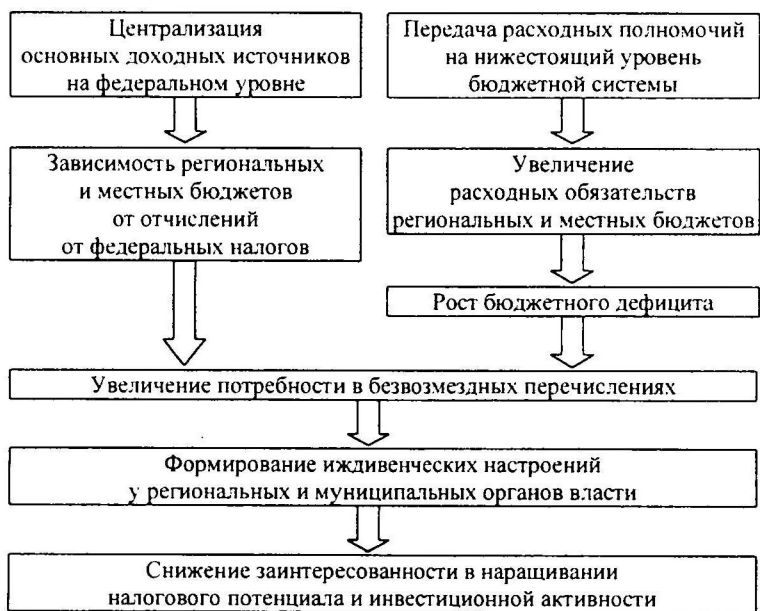 Централизация
основных доходных источников
на федеральном уровне
Передача расходных полномочий
на нижестоящий уровень
бюджетной системы
Зависимость региональных
и местных бюджетов
от отчислений
от федеральных налогов
Увеличение
расходных обязательств
региональных и местных бюджетов
Рост бюджетного дефицита
Увеличение потребности в безвозмездных перечислениях
Формирование иждивенческих настроений
у региональных и муниципальных органов власти
Снижение заинтересованности в наращивании
налогового потенциала и инвестиционной активности